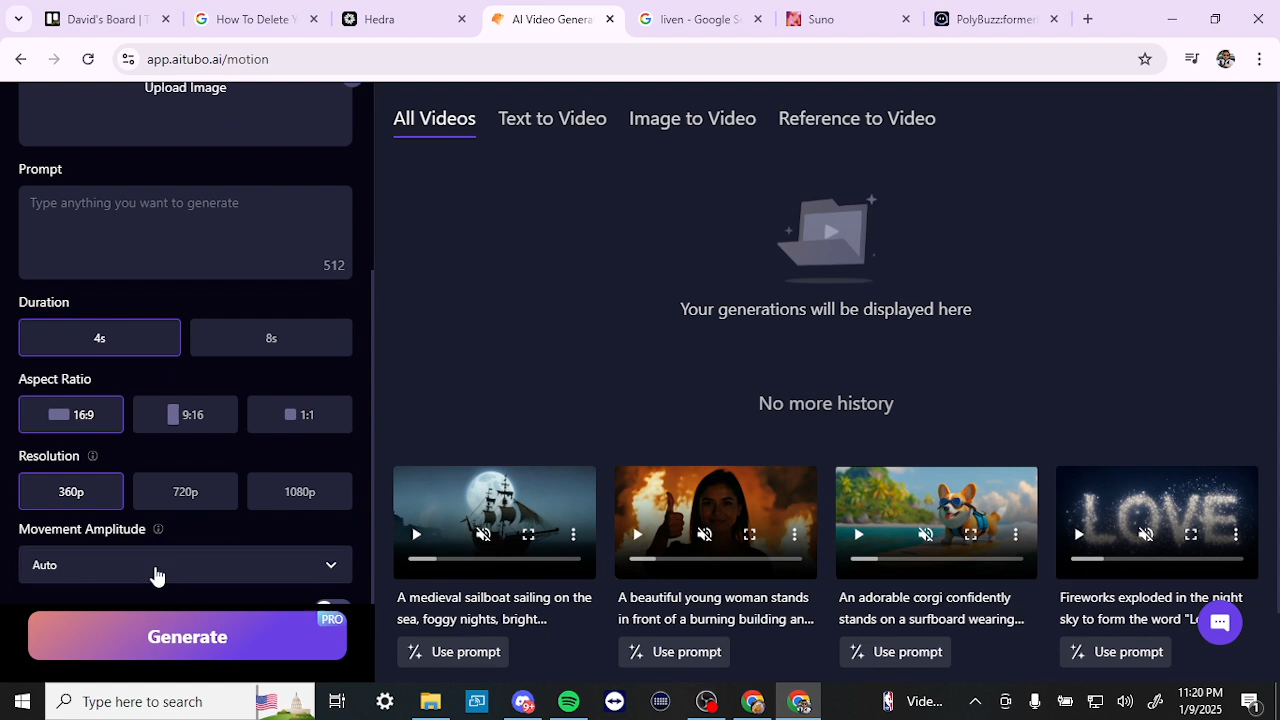 David's Board | T
How To Delete Y
Hedra
AI Video Genera
liven - Google S
Suno
PolyBuzz:former
app.aitubo.ai/motion
Upload Image
Prompt
Type anything you want to generate
512
Duration
4s
8s
Aspect Ratio
16:9
9:16
1:1
Resolution
360p
720p
1080p
Movement Amplitude
Auto
PRO
Generate
All Videos
Text to Video
Image to Video
Reference to Video
Your generations will be displayed here
No more history
A medieval sailboat sailing on the
sea, foggy nights, bright...
Use prompt
A beautiful young woman stands
in front of a burning building an...
Use prompt
An adorable corgi confidently
stands on a surfboard wearing...
Use prompt
LOVE
Fireworks exploded in the night
sky to form the word "L
Use prompt
Type here to search
Vide...
1:20 PM
1/9/2025
1